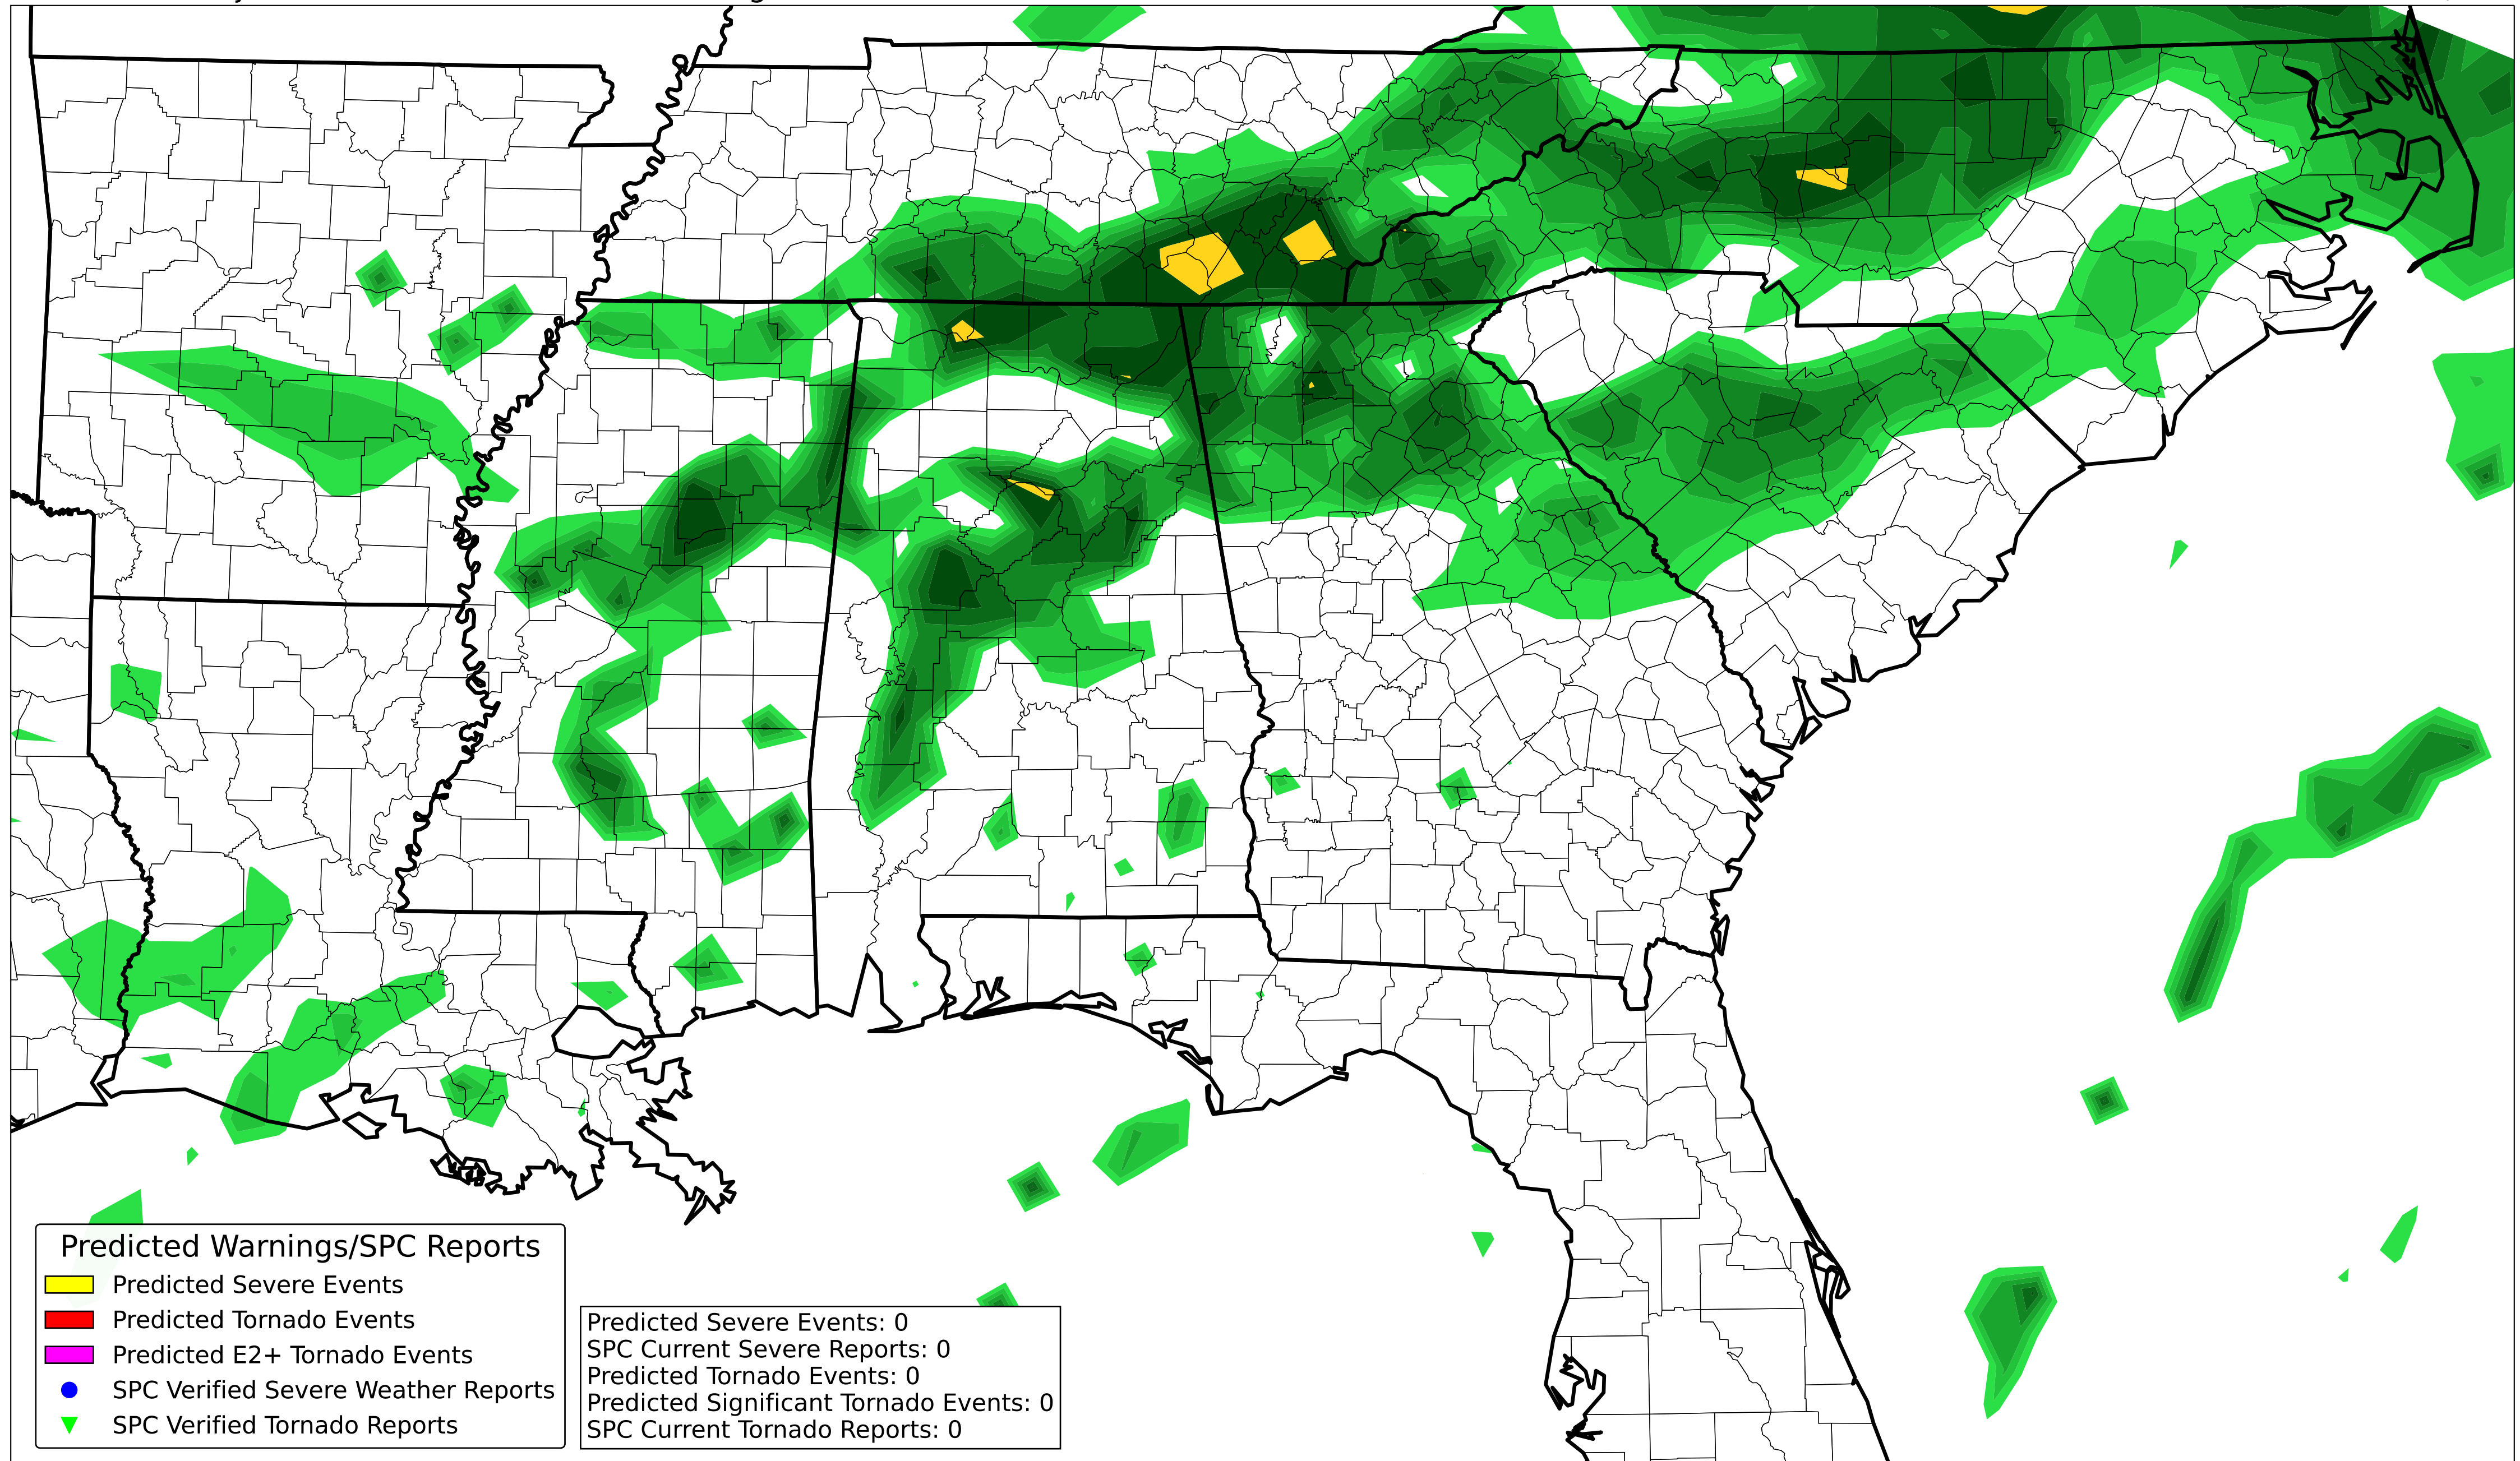 Predicted Warnings/SPC Reports
Predicted Severe Events
Predicted Tornado Events
Predicted E2+ Tornado Events
SPC Verified Severe Weather Reports
SPC Verified Tornado Reports
Predicted Severe Events: 0
SPC Current Severe Reports: 0
Predicted Tornado Events: 0
Predicted Significant Tornado Events: 0
SPC Current Tornado Reports: 0